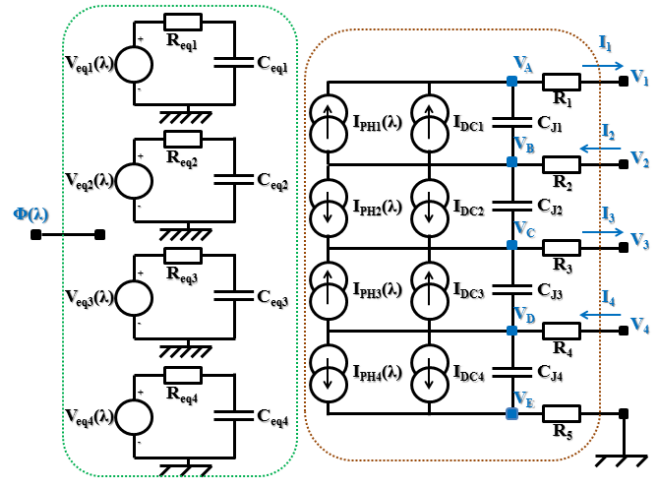 Φ(λ)
Veq1(λ)
+
-
Req1
Ceq1
Veq2(λ)
+
-
Req2
Ceq2
Veq3(λ)
+
-
Req3
Ceq3
Veq4(λ)
+
-
Req4
Ceq4
IPH1(λ)
IDC1
CJ1
IPH2(λ)
IDC2
CJ2
IPH3(λ)
IDC3
CJ3
IPH4(λ)
IDC4
CJ4
VA
R1
I1
V1
VB
R2
I2
V2
VC
R3
I3
V3
VD
R4
I4
V4
VE
R5